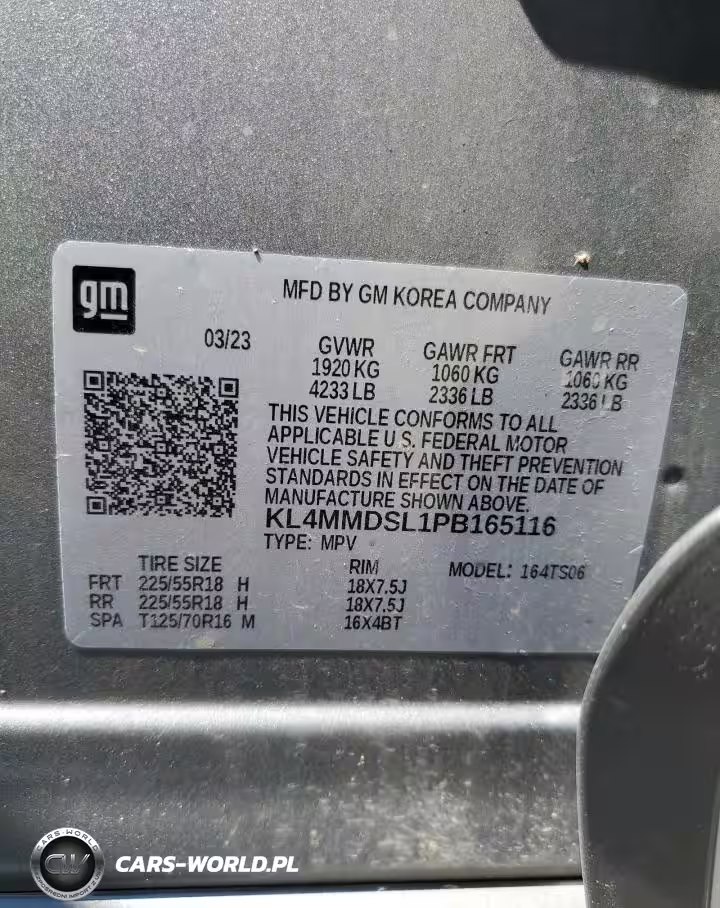 gm
MFD BY GM KOREA COMPANY
03/23
GVWR GAWR FRT GAWR RR
1920 KG 1060 KG 1060 KG
4233 LB 2336 LB 2336 LB
THIS VEHICLE CONFORMS TO ALL
APPLICABLE U.S. FEDERAL MOTOR
VEHICLE SAFETY AND THEFT PREVENTION
STANDARDS IN EFFECT ON THE DATE OF
MANUFACTURE SHOWN ABOVE.
KL4MMDSL1PB165116
TYPE: MPV
TIRE SIZE RIM MODEL: 164TS06
FRT 225/55R18 H 18X7.5J
RR 225/55R18 H 18X7.5J
SPA T125/70R16 M 16X4BT
CARS-WORLD
CW
CARS-WORLD.PL